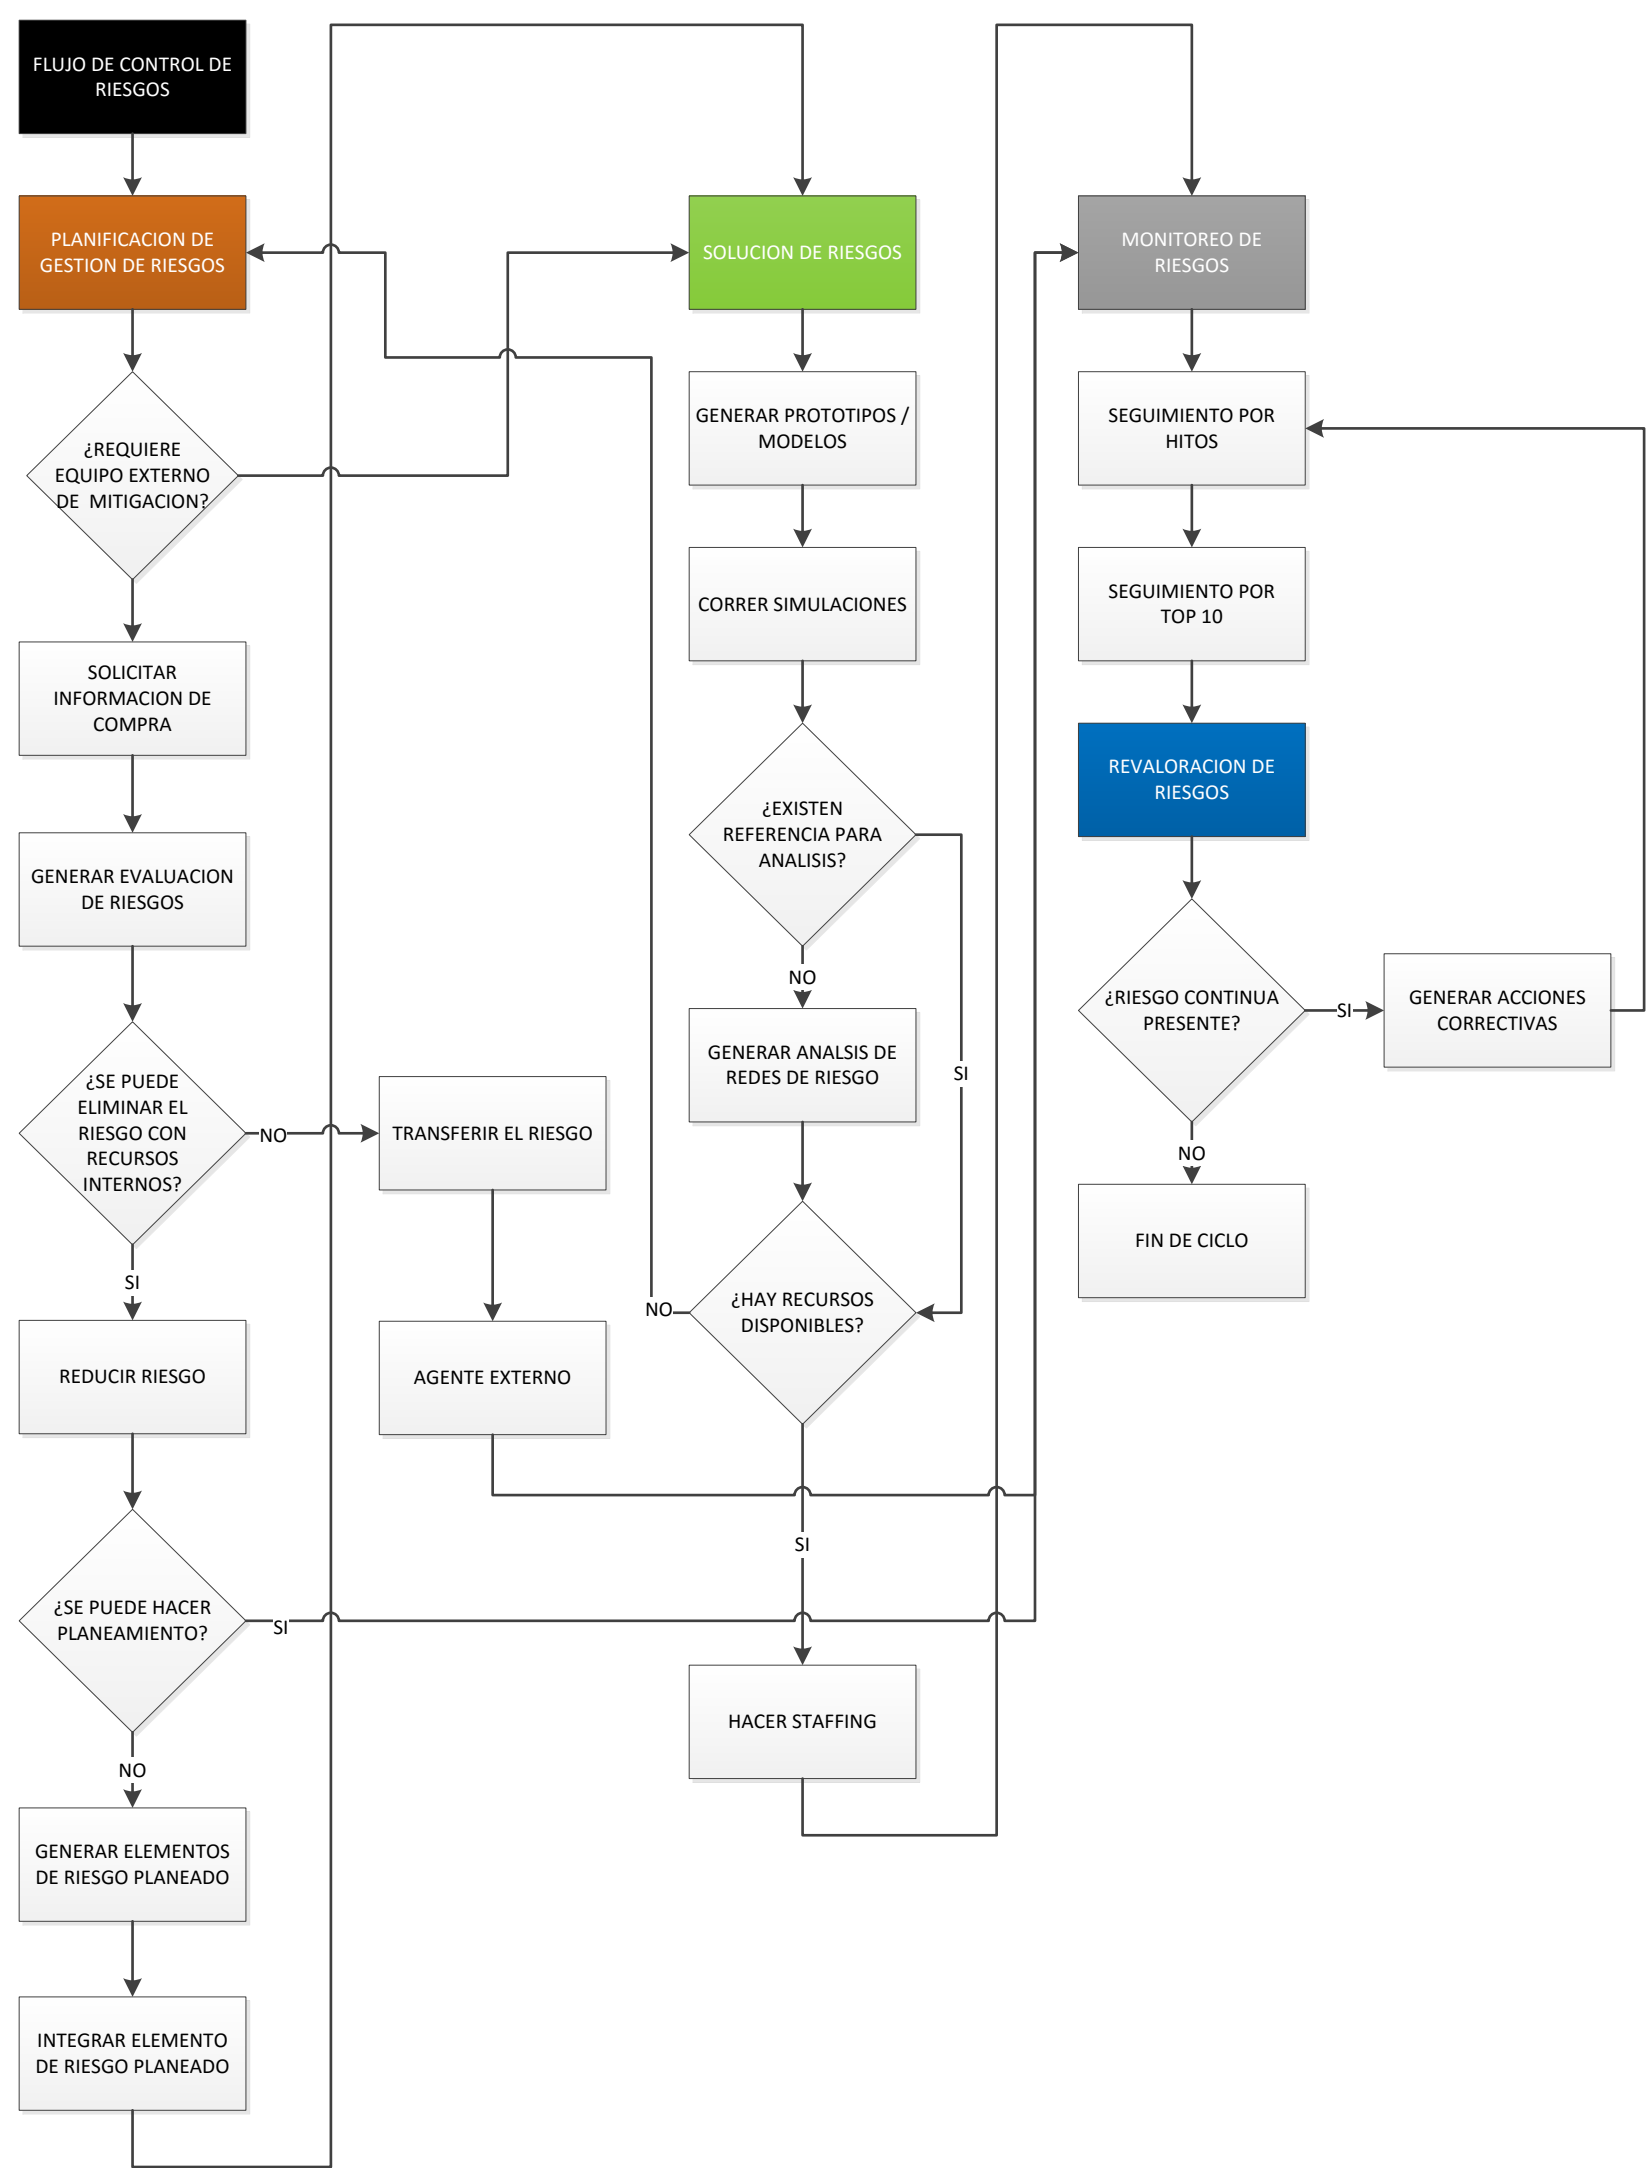 FLUJO DE CONTROL DE
RIESGOS
PLANIFICACION DE
GESTION DE RIESGOS
¿REQUIERE
EQUIPO EXTERNO
DE  MITIGACION?
SOLICITAR
INFORMACION DE
COMPRA
GENERAR EVALUACION
DE RIESGOS
¿SE PUEDE
ELIMINAR EL
RIESGO CON
RECURSOS
INTERNOS?
NO
TRANSFERIR EL RIESGO
AGENTE EXTERNO
SI
REDUCIR RIESGO
¿SE PUEDE HACER
PLANEAMIENTO?
SI
NO
GENERAR ELEMENTOS
DE RIESGO PLANEADO
INTEGRAR ELEMENTO
DE RIESGO PLANEADO
SOLUCION DE RIESGOS
GENERAR PROTOTIPOS /
MODELOS
CORRER SIMULACIONES
¿EXISTEN
REFERENCIA PARA
ANALISIS?
NO
SI
GENERAR ANALSIS DE
REDES DE RIESGO
¿HAY RECURSOS
DISPONIBLES?
NO
SI
HACER STAFFING
MONITOREO DE
RIESGOS
SEGUIMIENTO POR
HITOS
SEGUIMIENTO POR
TOP 10
REVALORACION DE
RIESGOS
¿RIESGO CONTINUA
PRESENTE?
SI
GENERAR ACCIONES
CORRECTIVAS
NO
FIN DE CICLO